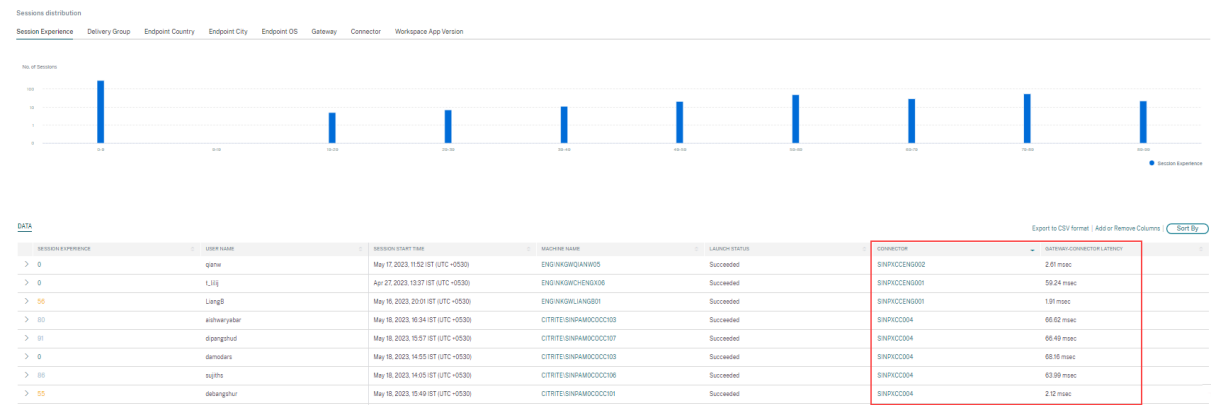 Sessions distribution
Session Experience Delivery Group Endpoint Country Endpoint City Endpoint OS Gateway Connector Workspace App Version
No. of Sessions
100
10
1
0
Session Experience
DATA
Export to CSV format | Add or Remove Columns | Sort By
SESSION EXPERIENCE USER NAME SESSION START TIME MACHINE NAME LAUNCH STATUS CONNECTOR GATEWAY-CONNECTOR LATENCY
0 qianw May 17, 2023, 11:52 IST (UTC +0530) ENG\NKGWQIANW05 Succeeded SINPXCCENG002 2.61 msec
0 Apr 27, 2023, 13:37 IST (UTC +0530) ENG\NKGWCHENGX06 Succeeded SINPXCCENG001 59.24 msec
56 LiangB May 16, 2023, 20:01 IST (UTC +0530) ENG\NKGWLIANGB01 Succeeded SINPXCCENG001 1.91 msec
80 aishwaryabar May 18, 2023, 16:34 IST (UTC +0530) CITRITE\SINPAM0COCC103 Succeeded SINPXCC004 66.62 msec
91 dipangshud May 18, 2023, 15:57 IST (UTC +0530) CITRITE\SINPAM0COCC107 Succeeded SINPXCC004 66.49 msec
0 damodars May 18, 2023, 14:55 IST (UTC +0530) CITRITE\SINPAM0COCC103 Succeeded SINPXCC004 68.16 msec
86 sujiths May 18, 2023, 14:05 IST (UTC +0530) CITRITE\SINPAM0COCC106 Succeeded SINPXCC004 63.99 msec
55 debangshur May 18, 2023, 15:49 IST (UTC +0530) CITRITE\SINPAM0COCC101 Succeeded SINPXCC004 2.12 msec